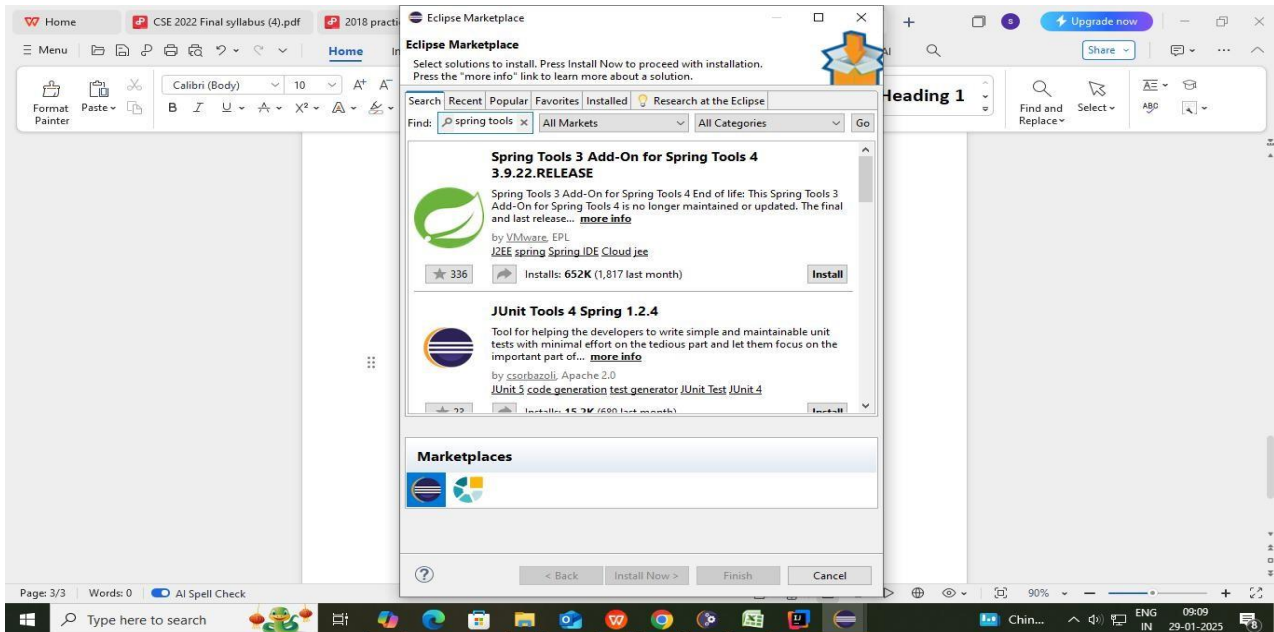 Home
CSE 2022 Final syllabus (4).pdf
2018 practi
Eclipse Marketplace
+
S
Upgrade now
Menu
Home
Share
Eclipse Marketplace
Select solutions to install. Press Install Now to proceed with installation.
Press the "more info" link to learn more about a solution.
Format
Painter
Paste
Calibri (Body)
10
B I U A X²
Heading 1
Find and
Replace
Select
ABC
Search Recent Popular Favorites Installed Research at the Eclipse
Find: spring tools All Markets All Categories Go
Spring Tools 3 Add-On for Spring Tools 4
3.9.22.RELEASE
Spring Tools 3 Add-On for Spring Tools 4 End of life: This Spring Tools 3
Add-On for Spring Tools 4 is no longer maintained or updated. The final
and last release... more info
by VMware, EPL
J2EE spring Spring IDE Cloud jee
336 Installs: 652K (1,817 last month) Install
JUnit Tools 4 Spring 1.2.4
Tool for helping the developers to write simple and maintainable unit
tests with minimal effort on the tedious part and let them focus on the
important part of... more info
by csorbazoli, Apache 2.0
JUnit 5 code generation test generator JUnit Test JUnit 4
23 Installs: 15.2K (689 last month) Install
Marketplaces
? < Back Install Now > Finish Cancel
Page: 3/3 Words: 0 AI Spell Check
90%
Type here to search
Chin...
ENG
IN
09:09
29-01-2025